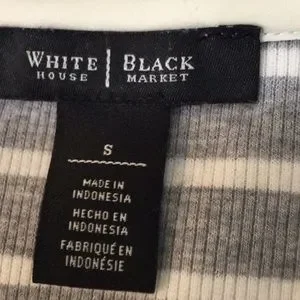 WHITE | BLACK
HOUSE | MARKET
S
MADE IN
INDONESIA
HECHO EN
INDONESIA
FABRIQUÉ EN
INDONÉSIE